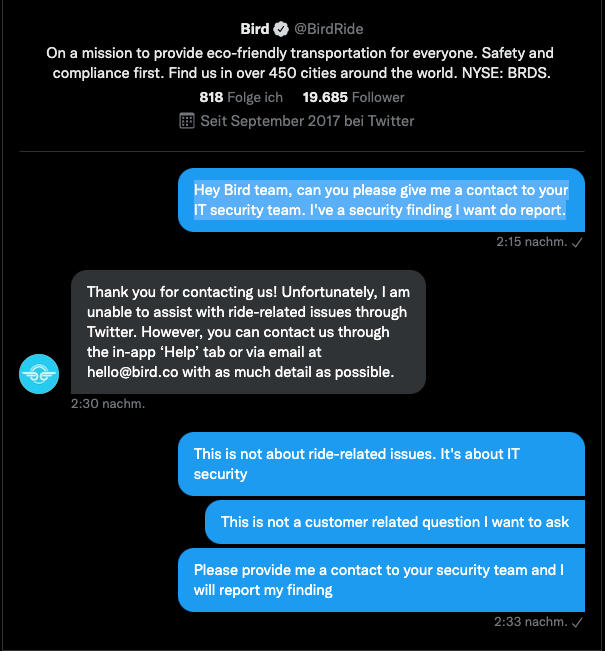 Bird @BirdRide
On a mission to provide eco-friendly transportation for everyone. Safety and
compliance first. Find us in over 450 cities around the world. NYSE: BRDS.
818 Folge ich 19.685 Follower
Seit September 2017 bei Twitter
Hey Bird team, can you please give me a contact to your
IT security team. I've a security finding I want do report.
2:15 nachm.
Thank you for contacting us! Unfortunately, I am
unable to assist with ride-related issues through
Twitter. However, you can contact us through
the in-app ‘Help’ tab or via email at
hello@bird.co with as much detail as possible.
2:30 nachm.
This is not about ride-related issues. It's about IT
security
This is not a customer related question I want to ask
Please provide me a contact to your security team and I
will report my finding
2:33 nachm.